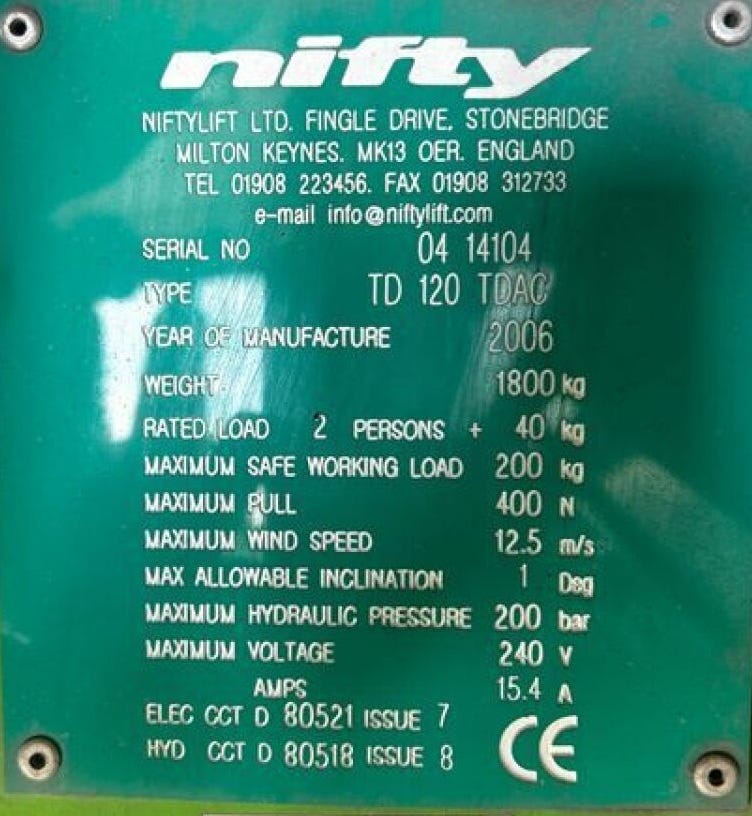 nifty
NIFTYLIFT LTD. FINGLE DRIVE. STONEBRIDGE
MILTON KEYNES. MK13 OER. ENGLAND
TEL 01908 223456. FAX 01908 312733
e-mail info@niftylift.com
SERIAL NO 04 14104
TYPE TD 120 TDAC
YEAR OF MANUFACTURE 2006
WEIGHT 1800 kg
RATED LOAD 2 PERSONS + 40 kg
MAXIMUM SAFE WORKING LOAD 200 kg
MAXIMUM PULL 400 N
MAXIMUM WIND SPEED 12.5 m/s
MAX ALLOWABLE INCLINATION 1 Deg
MAXIMUM HYDRAULIC PRESSURE 200 bar
MAXIMUM VOLTAGE 240 V
AMPS 15.4 A
ELEC CCT D 80521 ISSUE 7
HYD CCT D 80518 ISSUE 8
CE